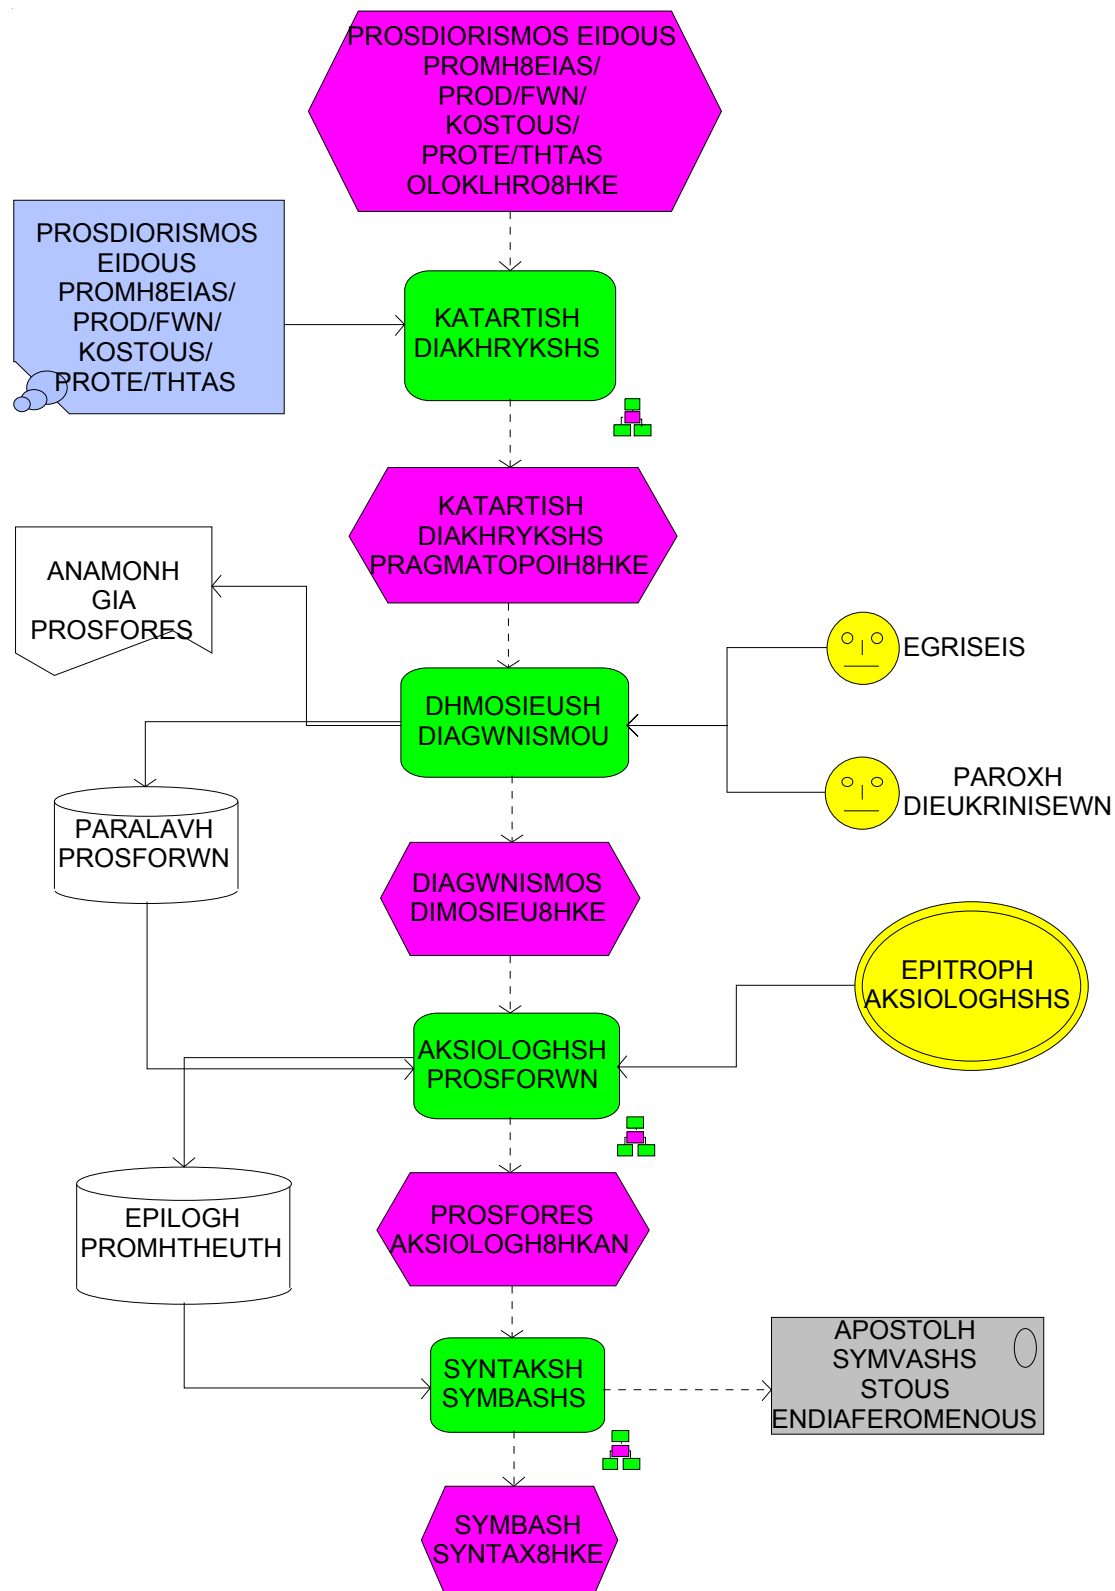 PROSDIORISMOS EIDOUS
PROMH8EIAS/
PROD/FWN/
KOSTOUS/
PROTE/THTAS
OLOKLHRO8HKE
PROSDIORISMOS
EIDOUS
PROMH8EIAS/
PROD/FWN/
KOSTOUS/
PROTE/THTAS
KATARTISH
DIAKHRYKSHS
KATARTISH
DIAKHRYKSHS
PRAGMATOPOIH8HKE
ANAMONH
GIA
PROSFORES
EGRISEIS
DHMOSIEUSH
DIAGWNISMOU
PAROXH
DIEUKRINISEWN
PARALAVH
PROSFORWN
DIAGWNISMOS
DIMOSIEU8HKE
EPITROPH
AKSIOLOGHSHS
AKSIOLOGHSH
PROSFORWN
EPILOGH
PROMHTHEUTH
PROSFORES
AKSIOLOGH8HKAN
SYNTAKSH
SYMBASHS
APOSTOLH
SYMVASHS
STOUS
ENDIAFEROMENOUS
SYMBASH
SYNTAX8HKE